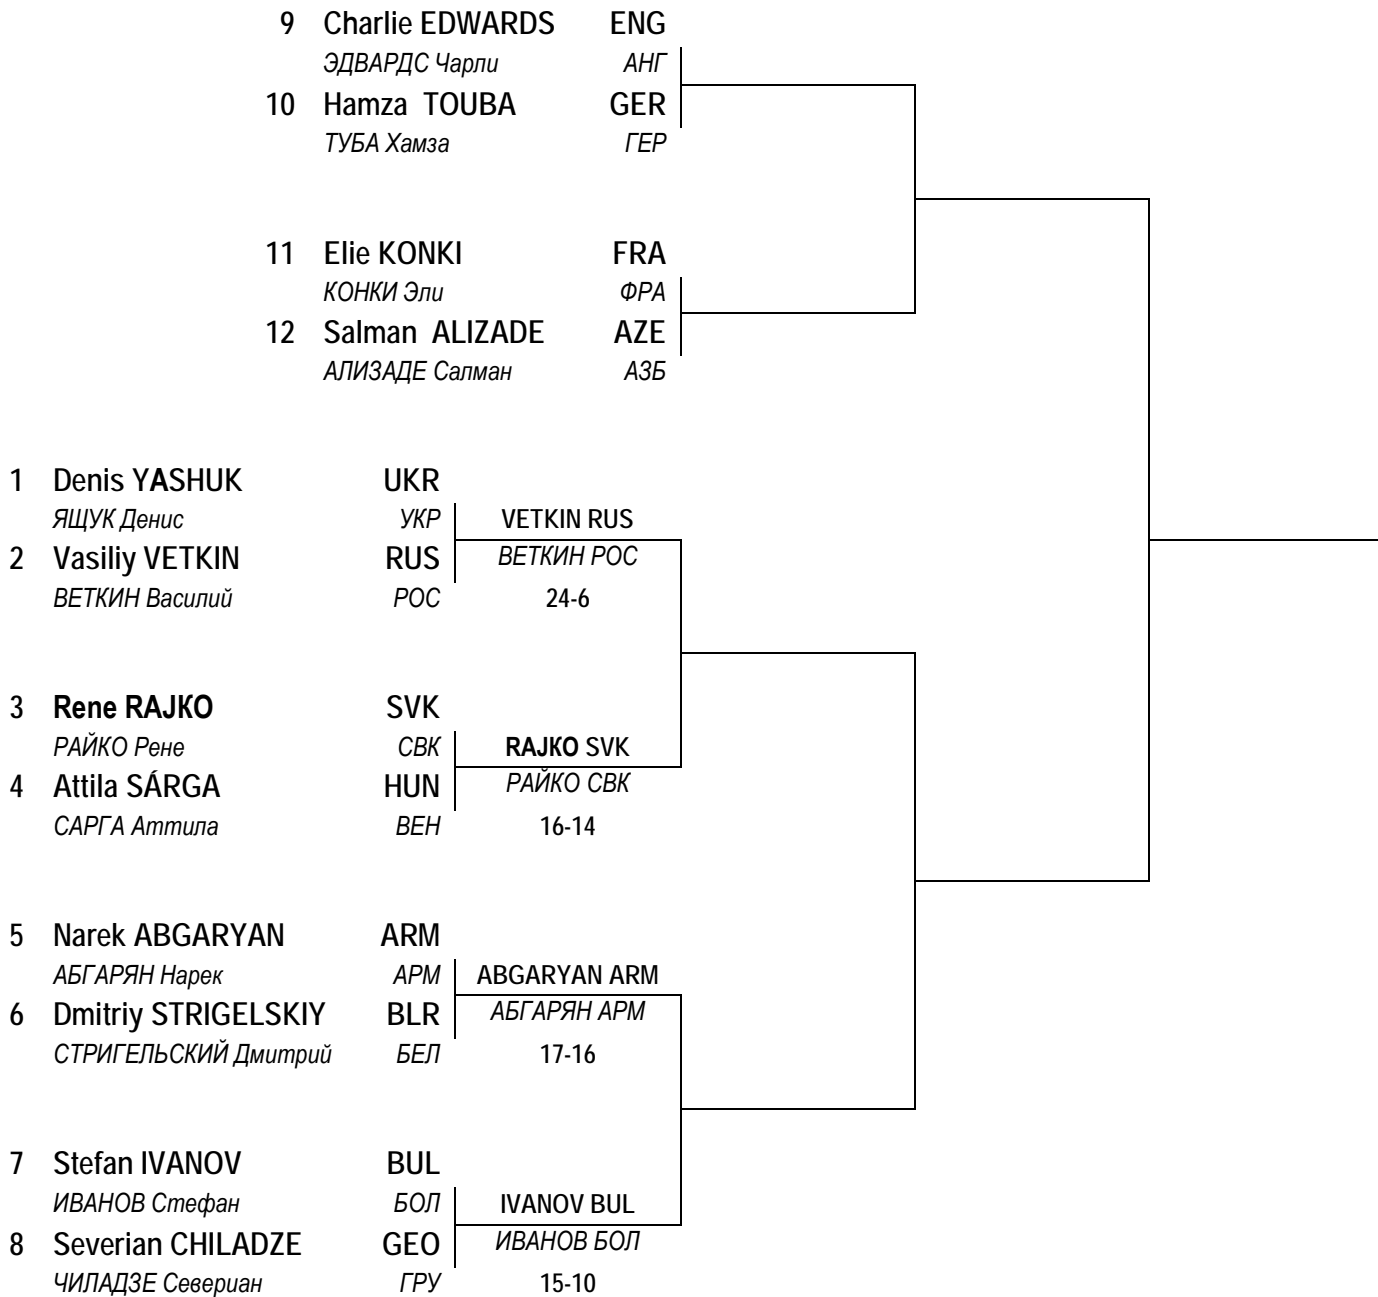 9 Charlie EDWARDS ENG
ЭДВАРДС Чарли АНГ
10 Hamza TOUBA GER
ТУБА Хамза ГЕР
11 Elie KONKI FRA
КОНКИ Эли ФРА
12 Salman ALIZADE AZE
АЛИЗАДЕ Салман АЗБ
1 Denis YASHUK UKR
ЯЩУК Денис УКР VETKIN RUS
2 Vasiliy VETKIN RUS ВЕТКИН РОС
ВЕТКИН Василий РОС 24-6
3 Rene RAJKO SVK
РАЙКО Рене СВК RAJKO SVK
4 Attila SÁRGA HUN РАЙКО СВК
САРГА Аттила ВЕН 16-14
5 Narek ABGARYAN ARM
АБГАРЯН Нарек АРМ ABGARYAN ARM
6 Dmitriy STRIGELSKIY BLR АБГАРЯН АРМ
СТРИГЕЛЬСКИЙ Дмитрий БЕЛ 17-16
7 Stefan IVANOV BUL
ИВАНОВ Стефан БОЛ IVANOV BUL
8 Severian CHILADZE GEO ИВАНОВ БОЛ
ЧИЛАДЗЕ Севериан ГРУ 15-10